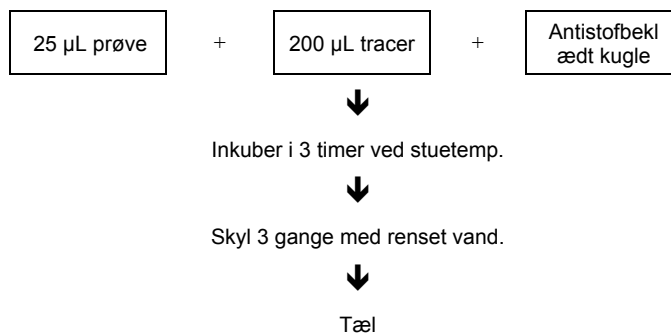 25 µL prøve + 200 µL tracer + Antistofbekl
ædt kugle
Inkuber i 3 timer ved stuetemp.
Skyl 3 gange med renset vand.
Tæl